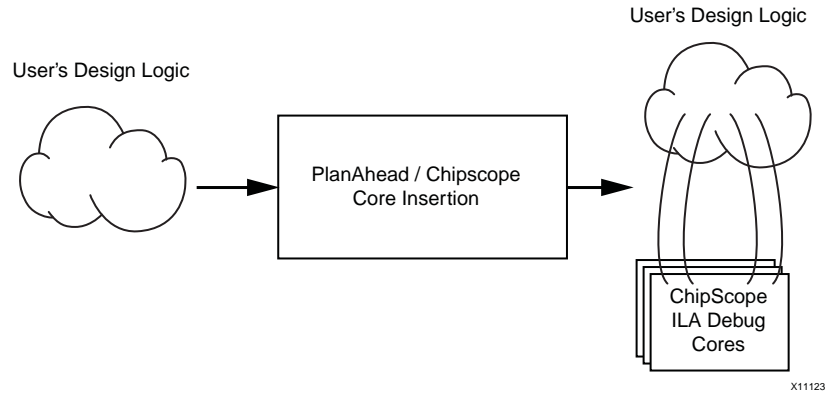 User's Design Logic
User's Design Logic
PlanAhead / Chipscope
Core Insertion
ChipScope
ILA Debug
Cores
X11123